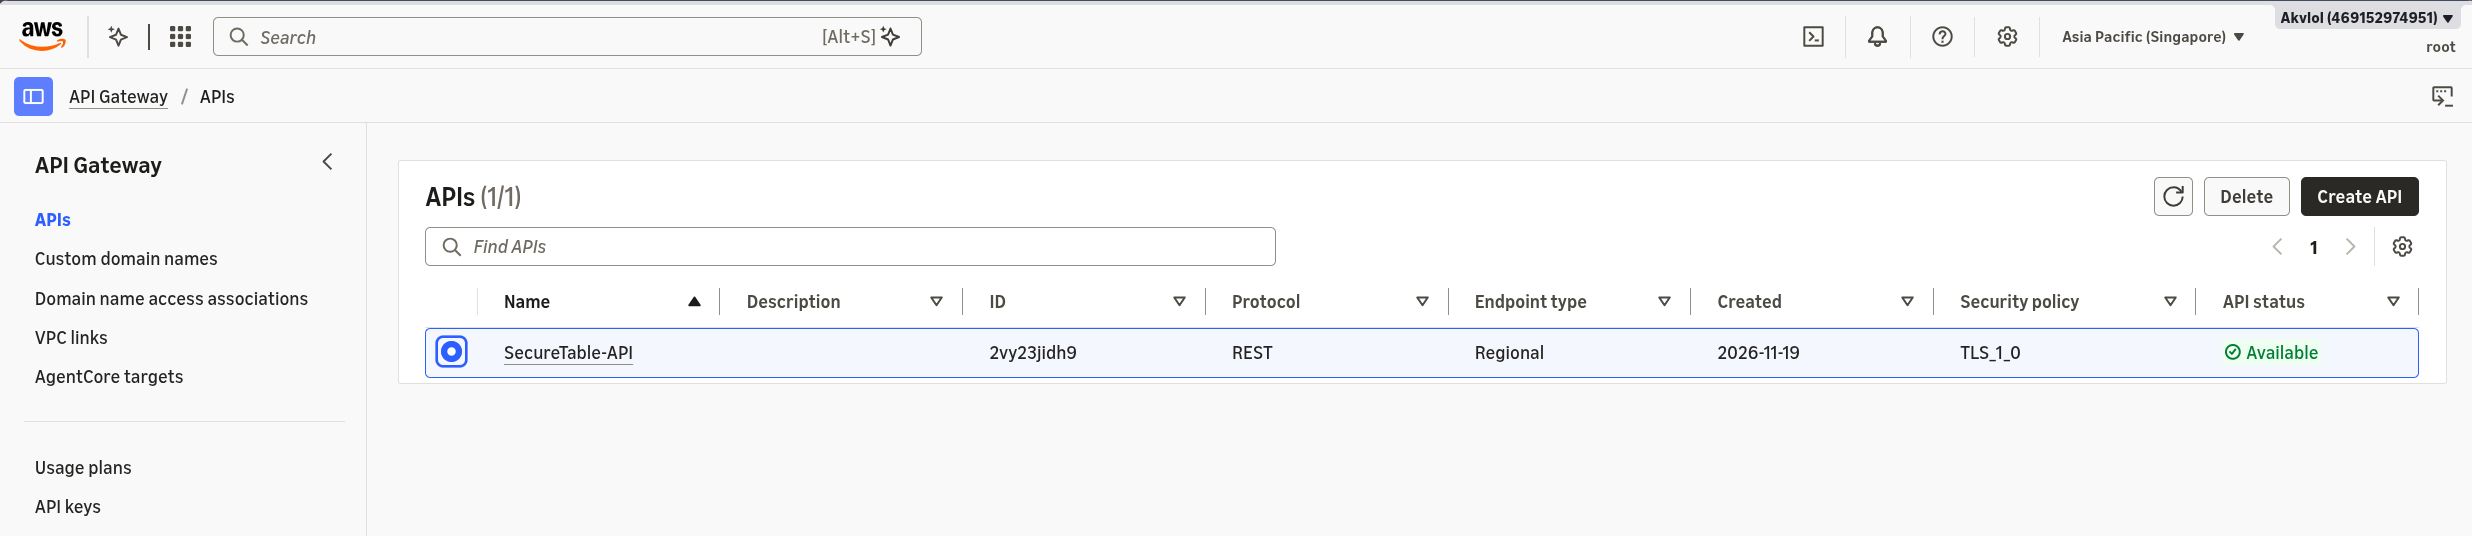 aws
Search [Alt+S]
Asia Pacific (Singapore)
Akvlol (469152974951)
root
API Gateway / APIs
API Gateway
APIs
Custom domain names
Domain name access associations
VPC links
AgentCore targets
Usage plans
API keys
APIs (1/1)
Delete
Create API
Find APIs
1
Name Description ID Protocol Endpoint type Created Security policy API status
SecureTable-API 2vy23jidh9 REST Regional 2026-11-19 TLS_1_0 Available